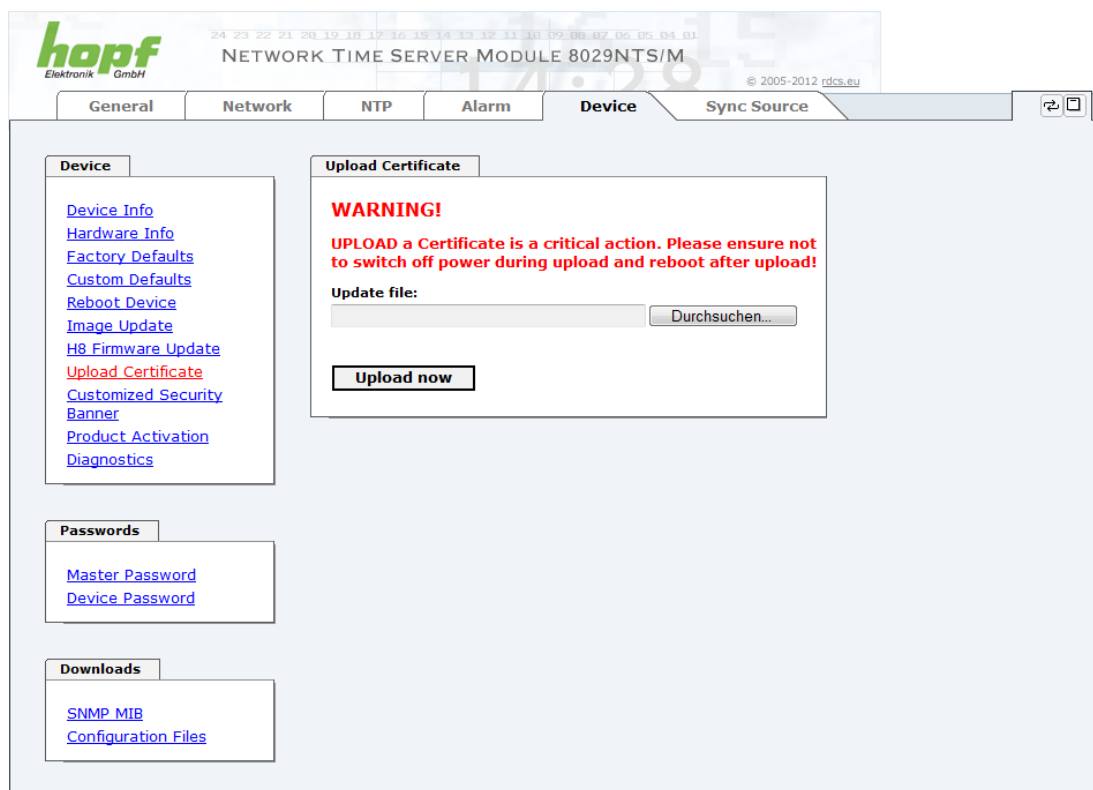 hopf
Elektronik GmbH
24 23 22 21 20 19 18 17 16 15 14 13 12 11 10 09 08 07 06 05 04 01
NETWORK TIME SERVER MODULE 8029NTS/M
14:28
© 2005-2012 rdcs.eu
General Network NTP Alarm Device Sync Source
Device
Device Info
Hardware Info
Factory Defaults
Custom Defaults
Reboot Device
Image Update
H8 Firmware Update
Upload Certificate
Customized Security
Banner
Product Activation
Diagnostics
Upload Certificate
WARNING!
UPLOAD a Certificate is a critical action. Please ensure not
to switch off power during upload and reboot after upload!
Update file:
Durchsuchen...
Upload now
Passwords
Master Password
Device Password
Downloads
SNMP MIB
Configuration Files